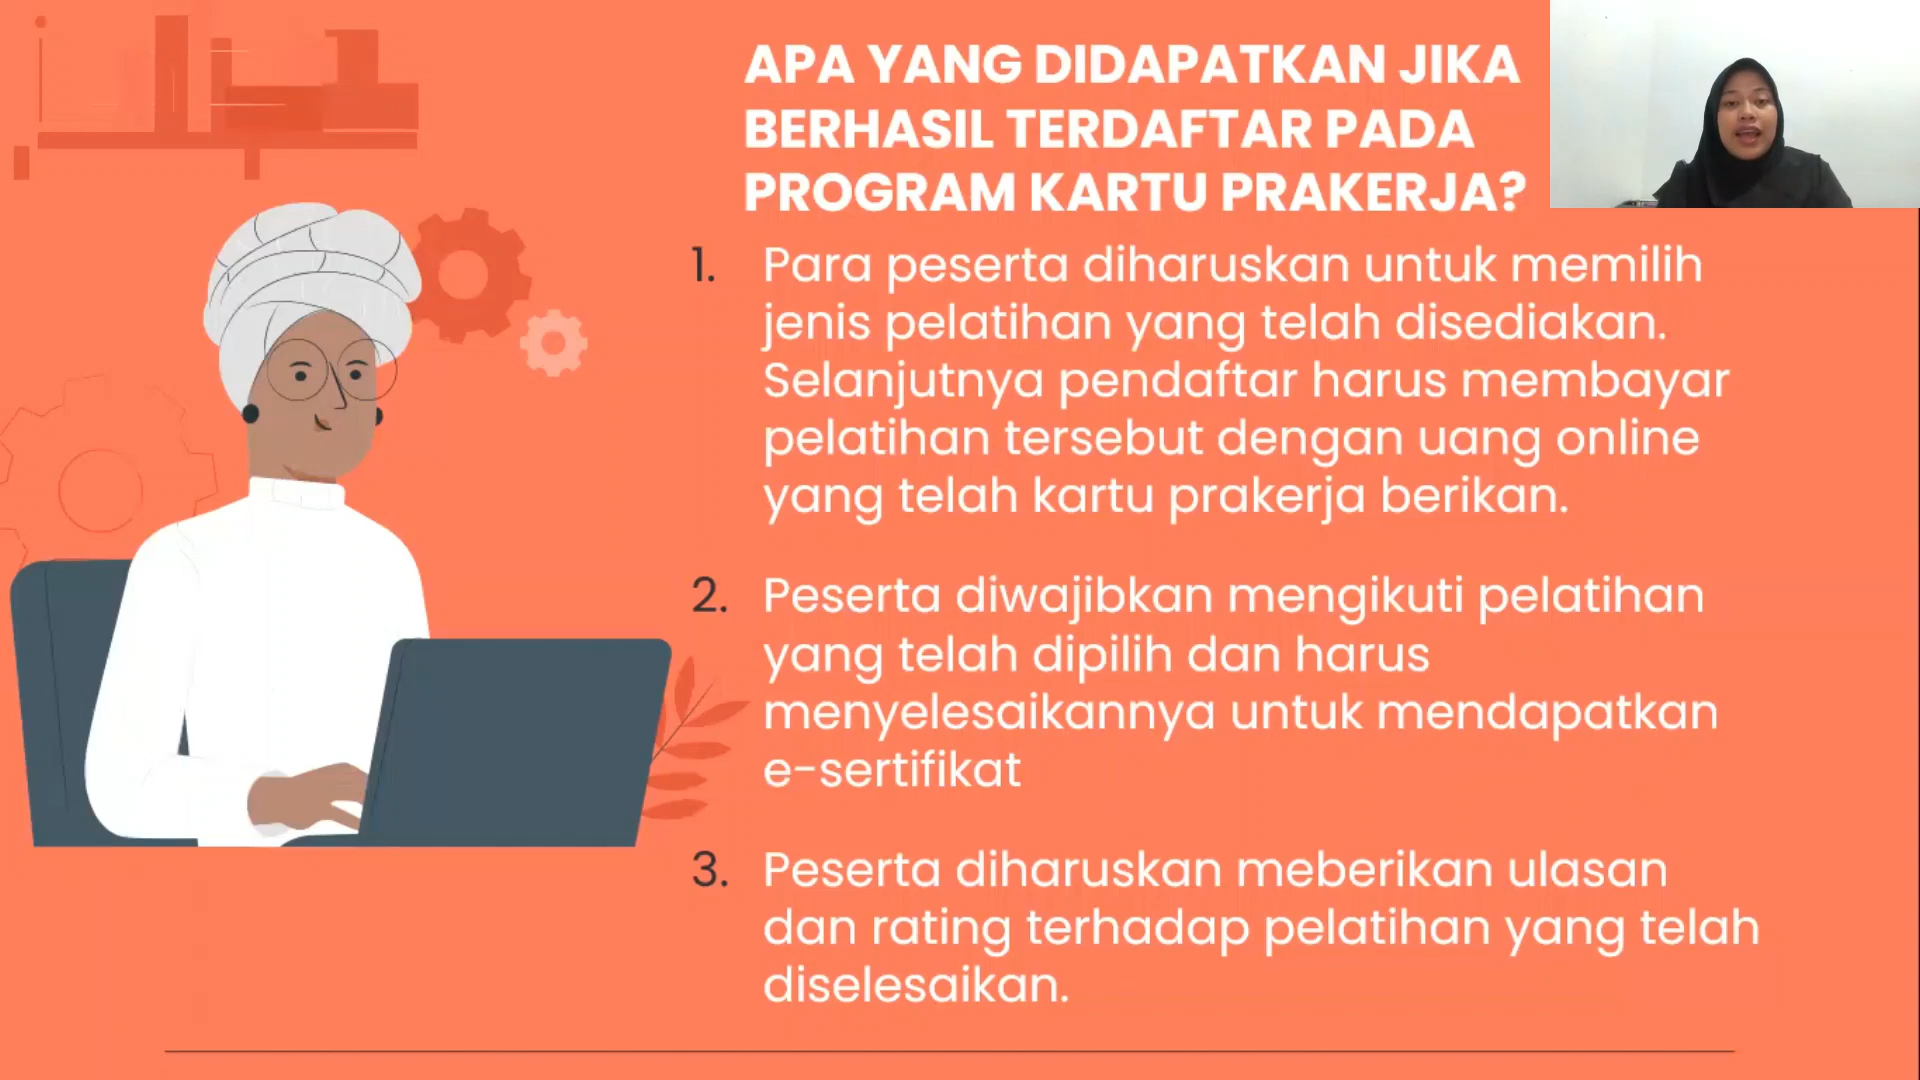 APA YANG DIDAPATKAN JIKA
BERHASIL TERDAFTAR PADA
PROGRAM KARTU PRAKERJA?
1. Para peserta diharuskan untuk memilih
jenis pelatihan yang telah disediakan.
Selanjutnya pendaftar harus membayar
pelatihan tersebut dengan uang online
yang telah kartu prakerja berikan.
2. Peserta diwajibkan mengikuti pelatihan
yang telah dipilih dan harus
menyelesaikannya untuk mendapatkan
e-sertifikat
3. Peserta diharuskan meberikan ulasan
dan rating terhadap pelatihan yang telah
diselesaikan.